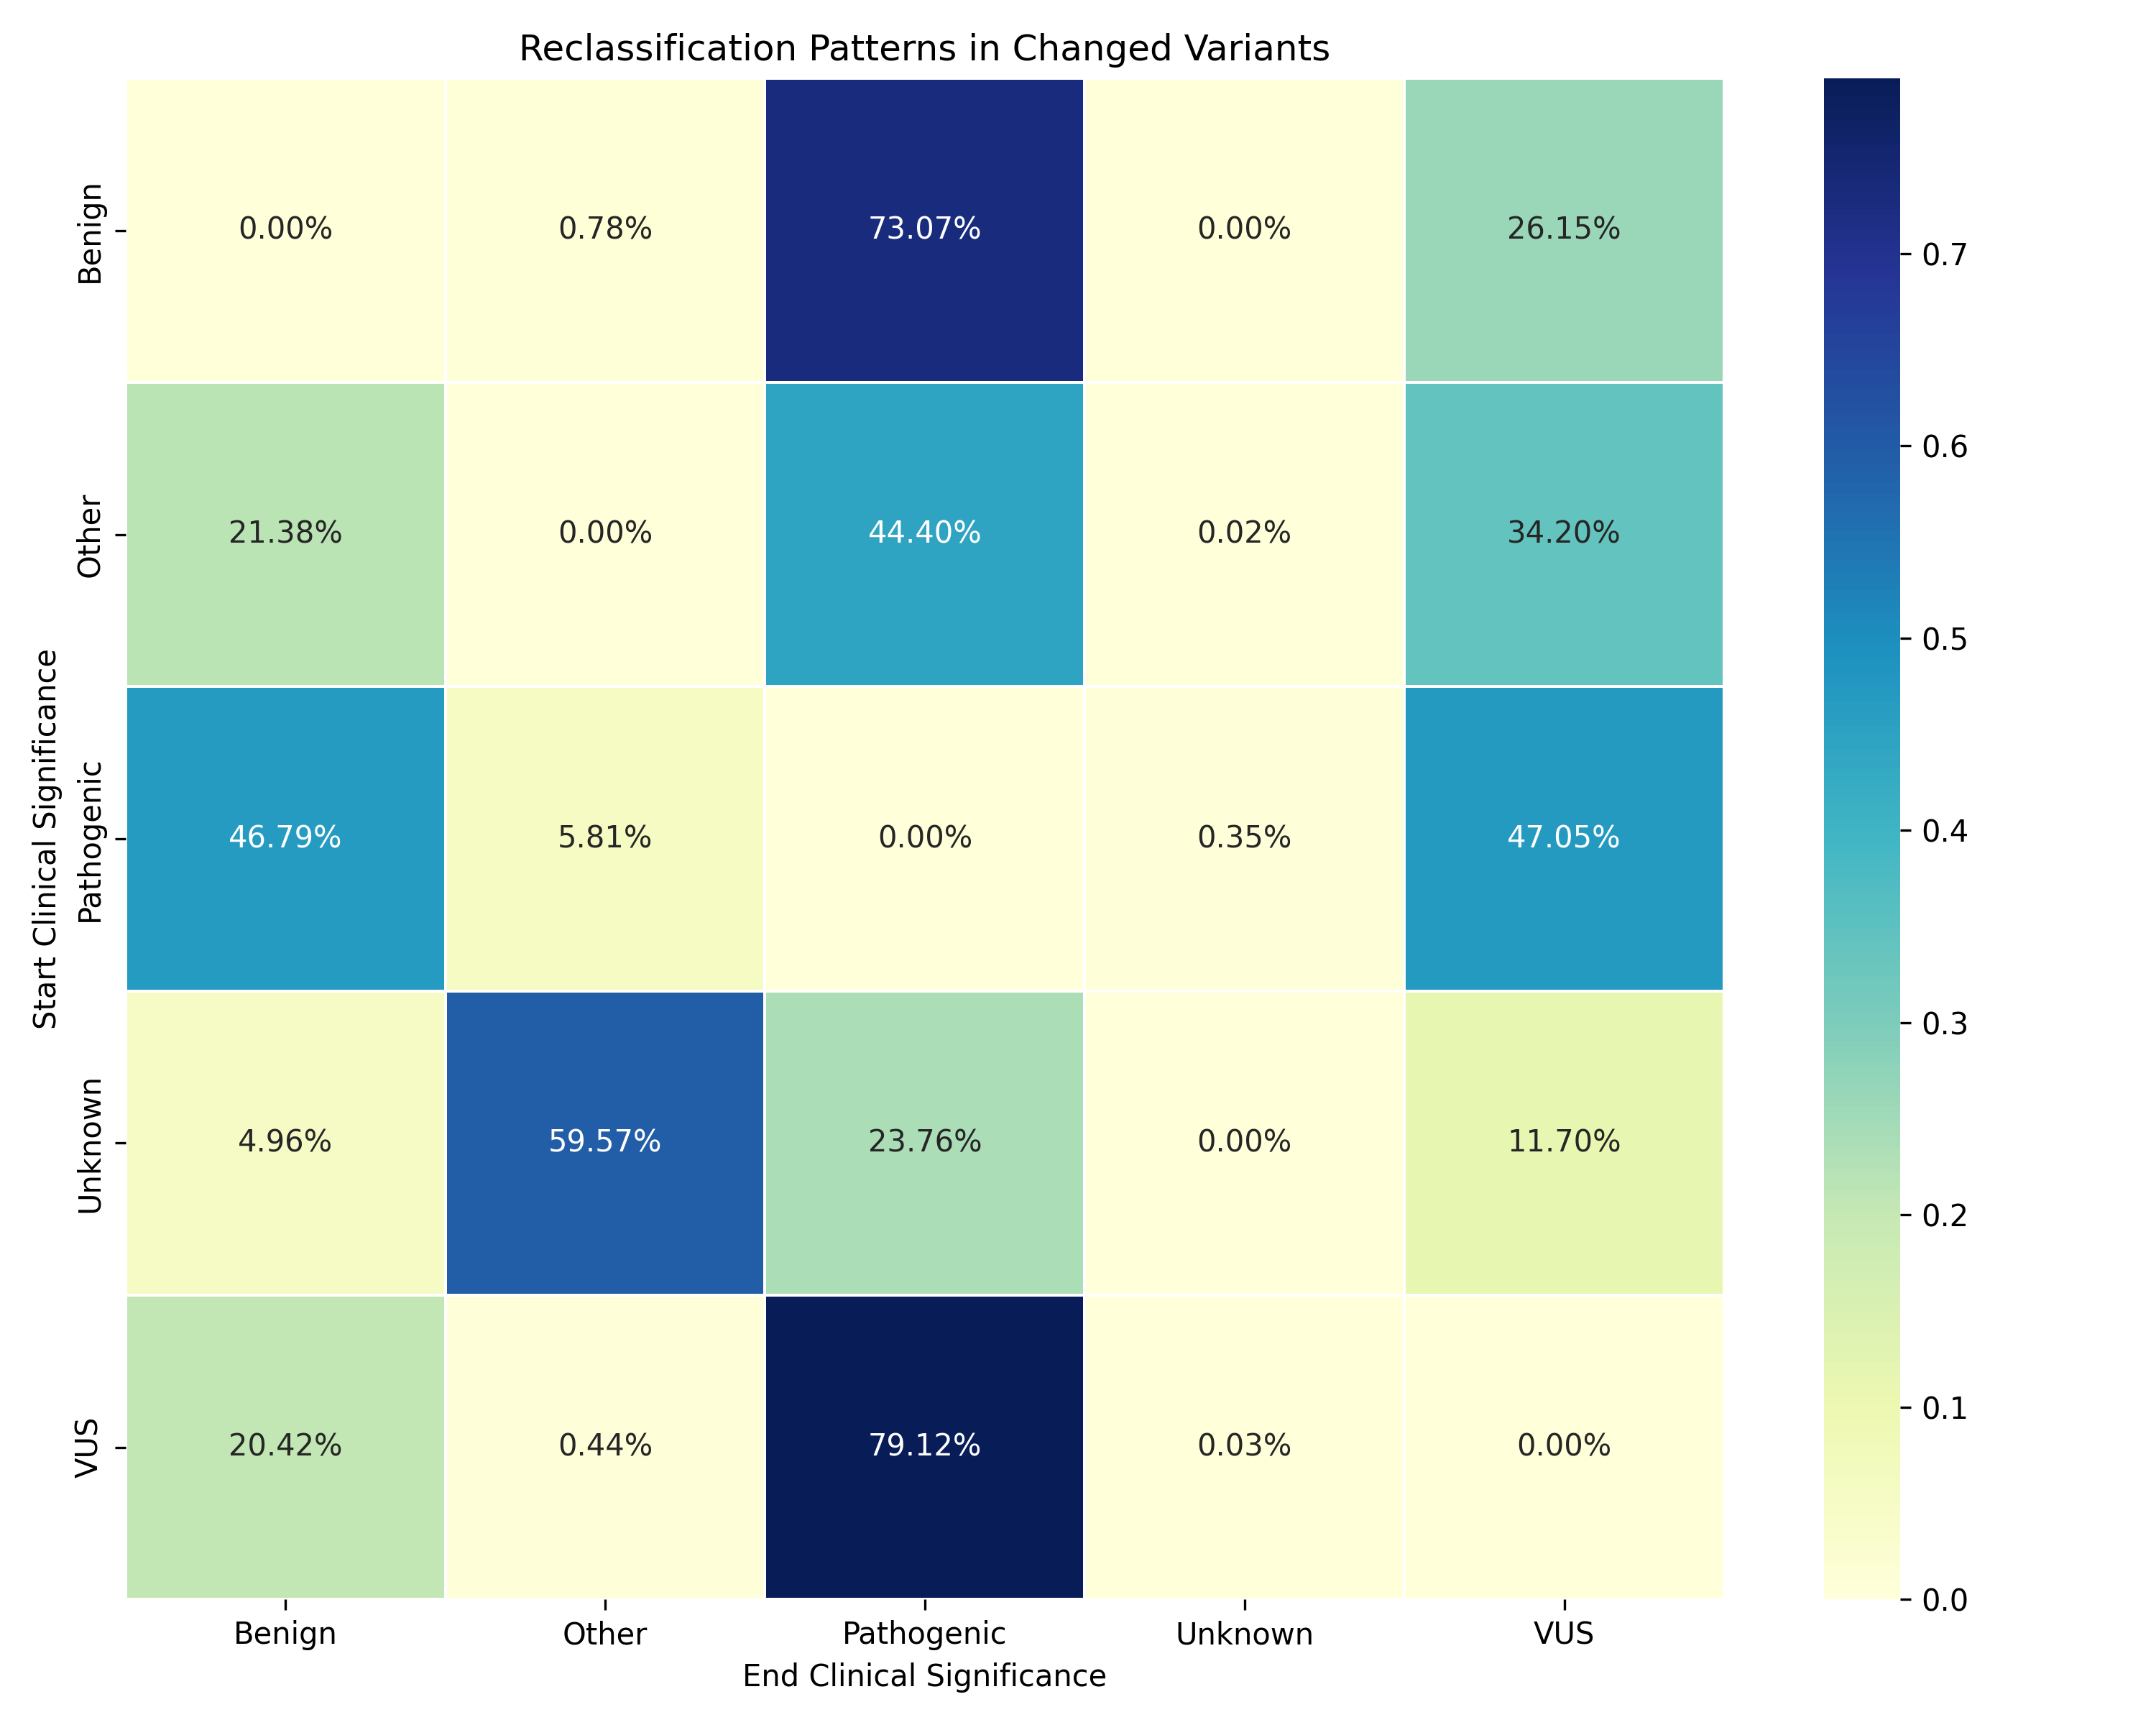 Reclassification Patterns in Changed Variants
Start Clinical Significance
Benign
0.00%
0.78%
73.07%
0.00%
26.15%
Other
21.38%
0.00%
44.40%
0.02%
34.20%
Pathogenic
46.79%
5.81%
0.00%
0.35%
47.05%
Unknown
4.96%
59.57%
23.76%
0.00%
11.70%
VUS
20.42%
0.44%
79.12%
0.03%
0.00%
Benign
Other
Pathogenic
Unknown
VUS
End Clinical Significance
0.7
0.6
0.5
0.4
0.3
0.2
0.1
0.0